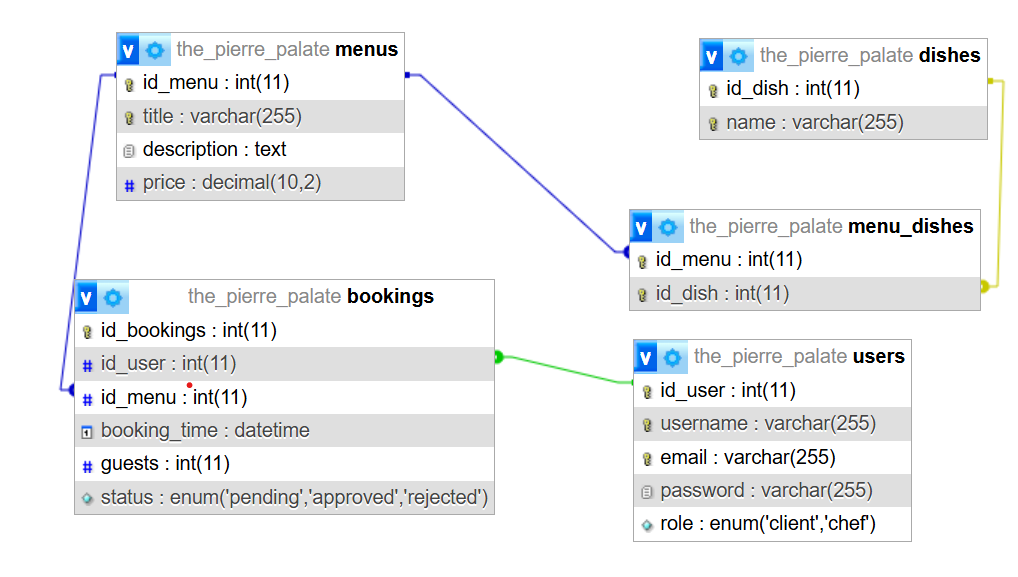 the_pierre_palate menus
id_menu : int(11)
title : varchar(255)
description : text
price : decimal(10,2)
the_pierre_palate dishes
id_dish : int(11)
name : varchar(255)
the_pierre_palate menu_dishes
id_menu : int(11)
id_dish : int(11)
the_pierre_palate bookings
id_bookings : int(11)
id_user : int(11)
id_menu : int(11)
booking_time : datetime
guests : int(11)
status : enum('pending','approved','rejected')
the_pierre_palate users
id_user : int(11)
username : varchar(255)
email : varchar(255)
password : varchar(255)
role : enum('client','chef')